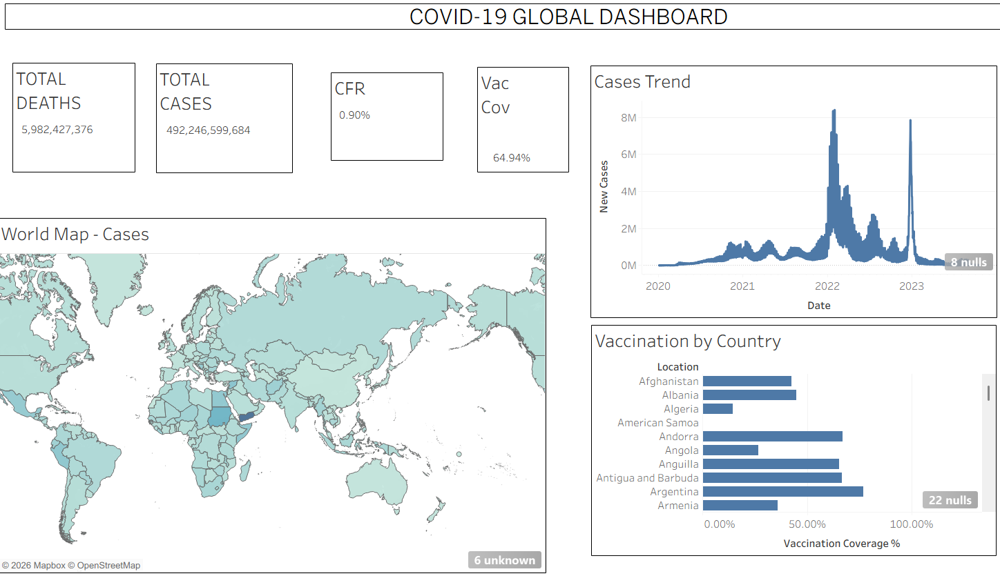 COVID-19 GLOBAL DASHBOARD
TOTAL
DEATHS
5,982,427,376
TOTAL
CASES
492,246,599,684
CFR
0.90%
Vac
Cov
64.94%
Cases Trend
New Cases
8M
6M
4M
2M
0M
8 nulls
2020
2021
2022
2023
Date
World Map - Cases
6 unknown
© 2026 Mapbox © OpenStreetMap
Vaccination by Country
Location
Afghanistan
Albania
Algeria
American Samoa
Andorra
Angola
Anguilla
Antigua and Barbuda
Argentina
Armenia
22 nulls
0.00%
50.00%
100.00%
Vaccination Coverage %